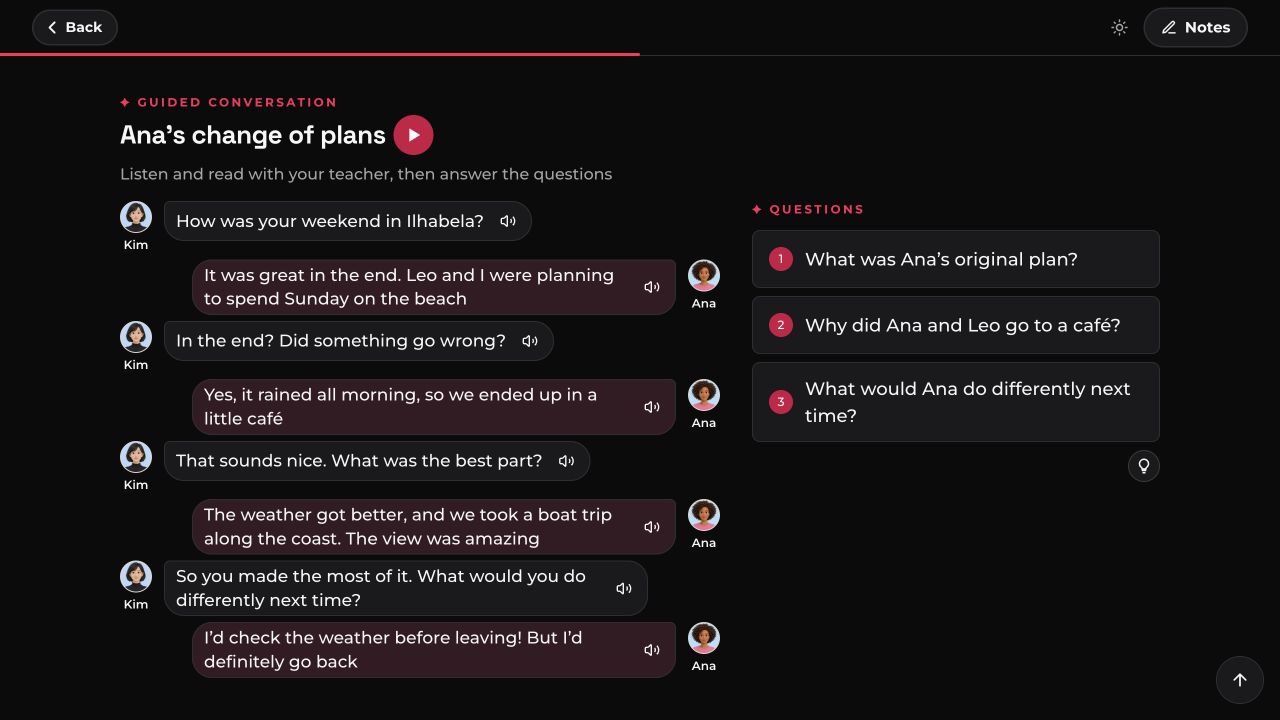 Back
Notes
GUIDED CONVERSATION
Ana’s change of plans
Listen and read with your teacher, then answer the questions
Kim
How was your weekend in Ilhabela?
It was great in the end. Leo and I were planning
to spend Sunday on the beach
Ana
Kim
In the end? Did something go wrong?
Yes, it rained all morning, so we ended up in a
little café
Ana
Kim
That sounds nice. What was the best part?
The weather got better, and we took a boat trip
along the coast. The view was amazing
Ana
Kim
So you made the most of it. What would you do
differently next time?
I’d check the weather before leaving! But I’d
definitely go back
Ana
QUESTIONS
1 What was Ana’s original plan?
2 Why did Ana and Leo go to a café?
3 What would Ana do differently next
time?